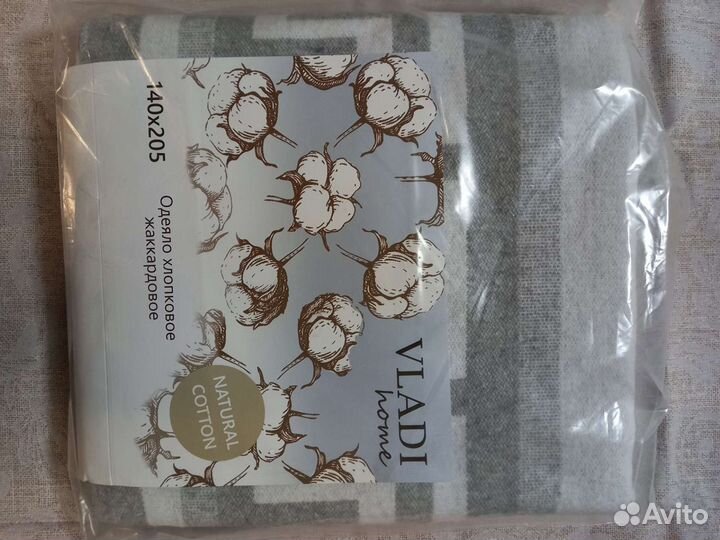 VLADI
home
NATURAL
COTTON
Одеяло хлопковое
жаккардовое
140x205
Avito